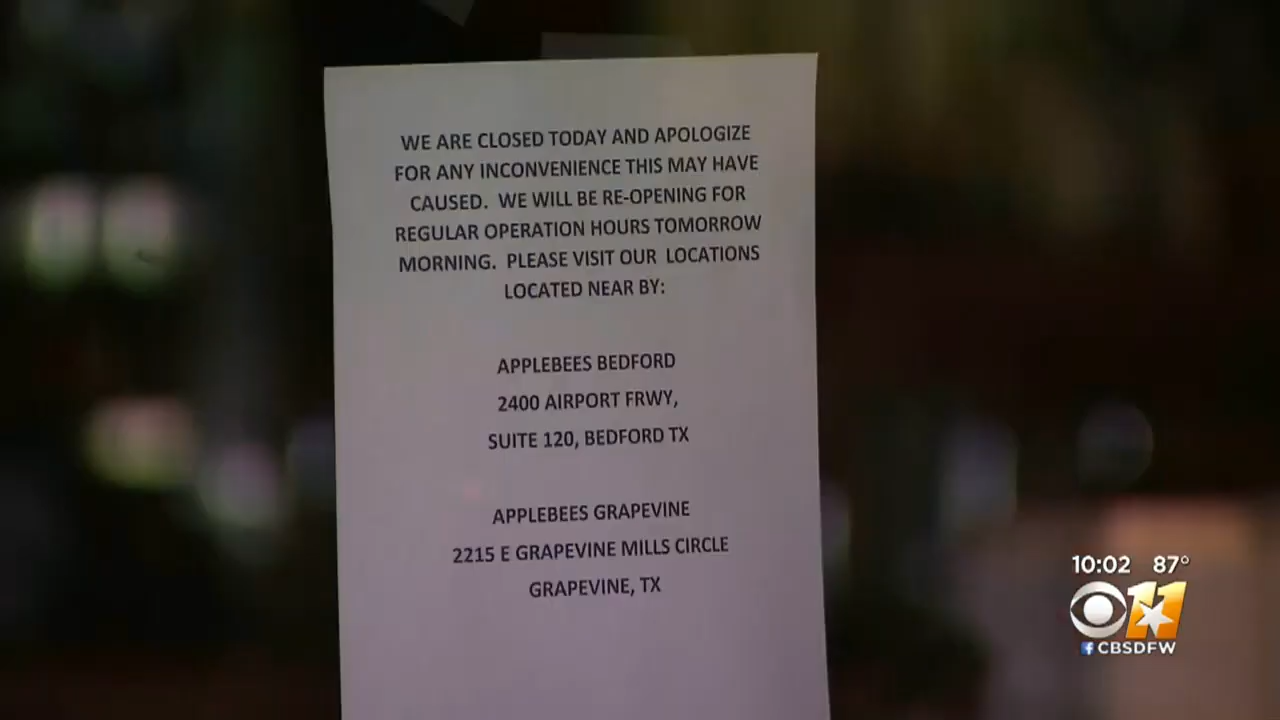 WE ARE CLOSED TODAY AND APOLOGIZE
FOR ANY INCONVENIENCE THIS MAY HAVE
CAUSED. WE WILL BE RE-OPENING FOR
REGULAR OPERATION HOURS TOMORROW
MORNING. PLEASE VISIT OUR LOCATIONS
LOCATED NEAR BY:
APPLEBEES BEDFORD
2400 AIRPORT FRWY,
SUITE 120, BEDFORD TX
APPLEBEES GRAPEVINE
2215 E GRAPEVINE MILLS CIRCLE
GRAPEVINE, TX
10:02 87°
11
f CBSDFW